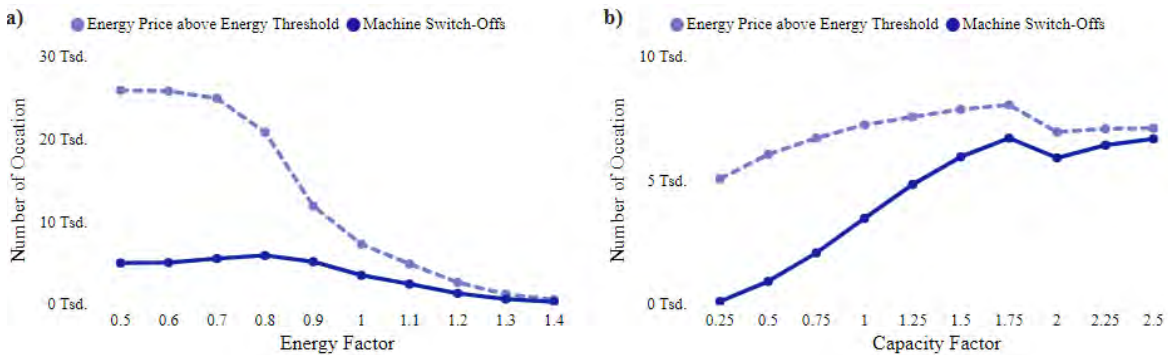 a)
Energy Price above Energy Threshold Machine Switch-Offs
30 Tsd.
20 Tsd.
10 Tsd.
0 Tsd.
Number of Occation
0.5 0.6 0.7 0.8 0.9 1 1.1 1.2 1.3 1.4
Energy Factor
b)
Energy Price above Energy Threshold Machine Switch-Offs
10 Tsd.
5 Tsd.
0 Tsd.
Number of Occation
0.25 0.5 0.75 1 1.25 1.5 1.75 2 2.25 2.5
Capacity Factor